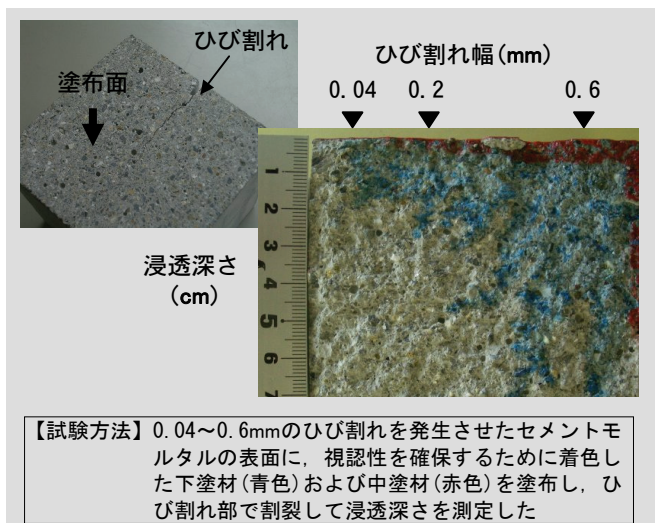 ひび割れ
塗布面
ひび割れ幅(mm)
0.04 0.2 0.6
浸透深さ
(cm)
1
2
3
4
5
6
7
【試験方法】0.04～0.6mmのひび割れを発生させたセメントモ
ルタルの表面に，視認性を確保するために着色し
た下塗材(青色)および中塗材(赤色)を塗布し，ひ
び割れ部で割裂して浸透深さを測定した